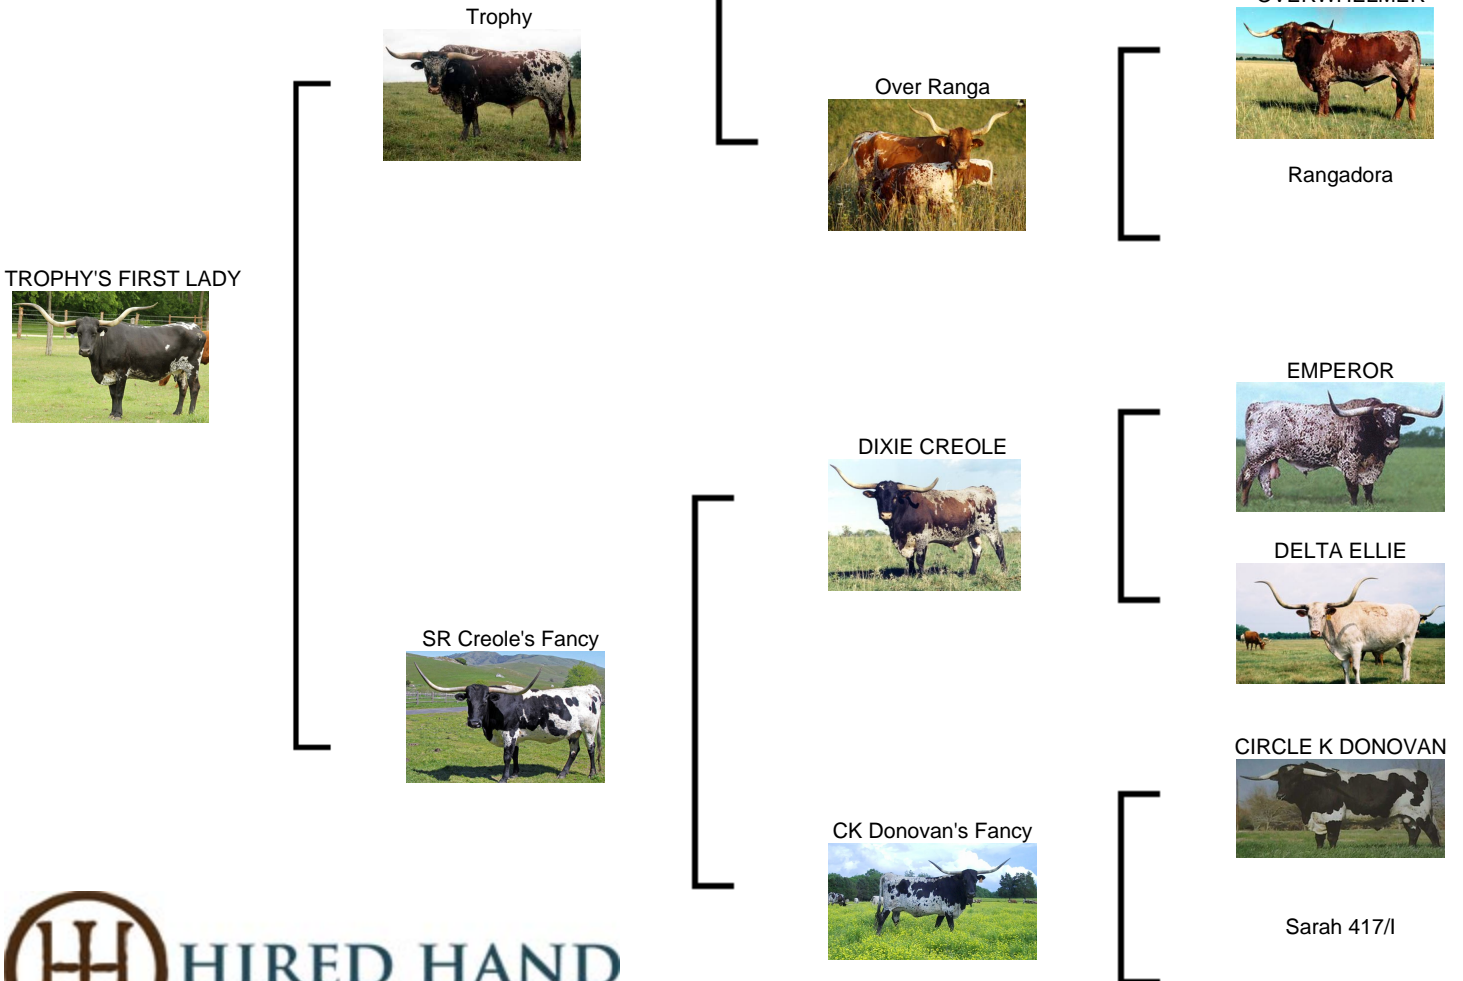 Trophy
OVERWHELMER
Over Ranga
Rangadora
TROPHY'S FIRST LADY
EMPEROR
DIXIE CREOLE
DELTA ELLIE
SR Creole's Fancy
CIRCLE K DONOVAN
CK Donovan's Fancy
Sarah 417/I
HIRED HAND